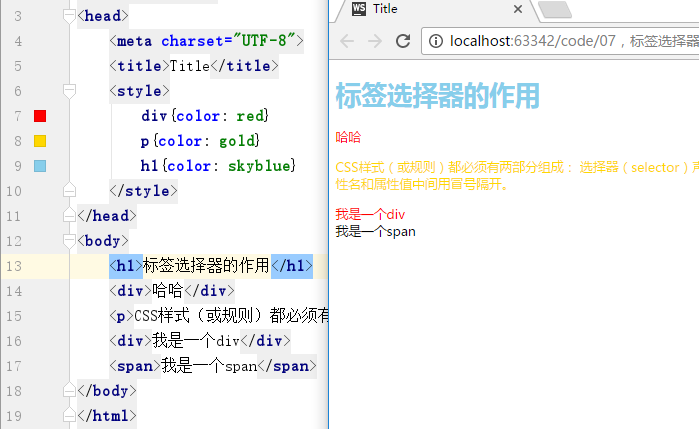 3 <head>
4 <meta charset="UTF-8">
5 <title>Title</title>
6 <style>
7 div{color: red}
8 p{color: gold}
9 h1{color: skyblue}
10 </style>
11 </head>
12 <body>
13 <h1>标签选择器的作用</h1>
14 <div>哈哈</div>
15 <p>CSS样式（或规则）都必须有
16 <div>我是一个div</div>
17 <span>我是一个span</span>
18 </body>
19 </html>
WS Title
localhost:63342/code/07，标签选择器
标签选择器的作用
哈哈
CSS样式（或规则）都必须有两部分组成： 选择器（selector）声
性名和属性值中间用冒号隔开。
我是一个div
我是一个span